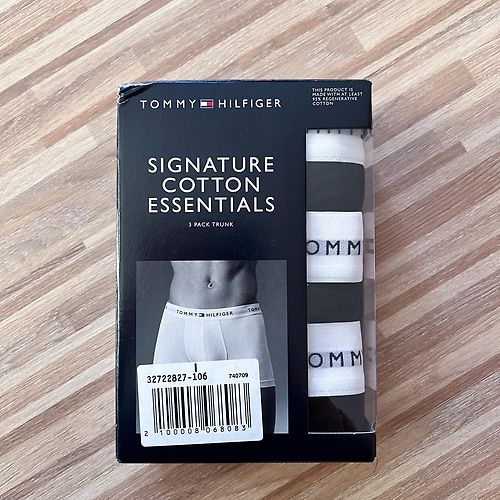 TOMMY HILFIGER
THIS PRODUCT IS
MADE WITH AT LEAST
95% REGENERATIVE
COTTON
SIGNATURE
COTTON
ESSENTIALS
3 PACK TRUNK
OMM
OMM
TOMMY HILFIGER
I
32722827-106
740709
2 100008 068083